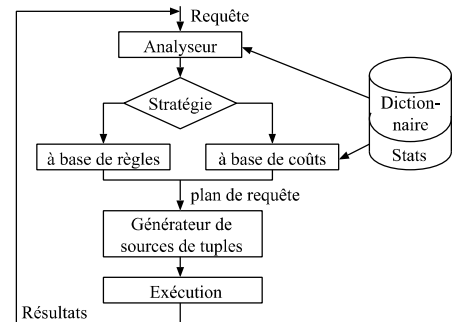 Requête
Analyseur
Stratégie
Diction-
naire
Stats
à base de règles
à base de coûts
plan de requête
Générateur de
sources de tuples
Exécution
Résultats